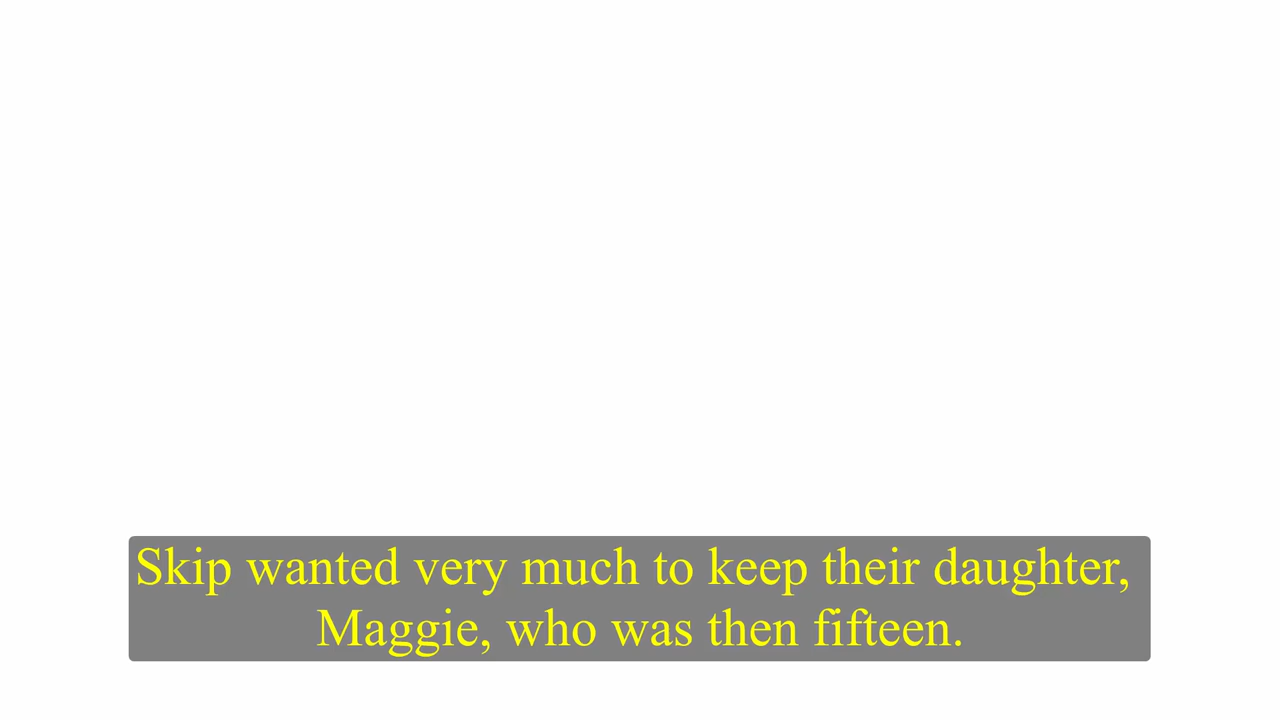 Skip wanted very much to keep their daughter,
Maggie, who was then fifteen.